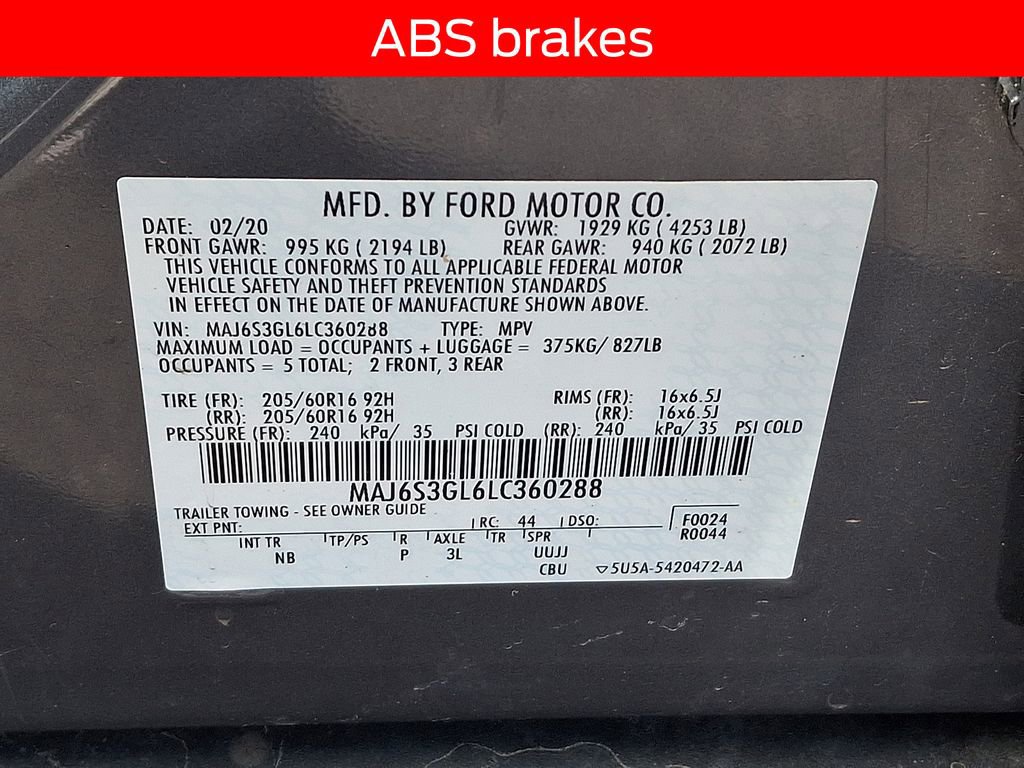 ABS brakes
MFD. BY FORD MOTOR CO.
DATE: 02/20 GVWR: 1929 KG ( 4253 LB)
FRONT GAWR: 995 KG ( 2194 LB) REAR GAWR: 940 KG ( 2072 LB)
THIS VEHICLE CONFORMS TO ALL APPLICABLE FEDERAL MOTOR
VEHICLE SAFETY AND THEFT PREVENTION STANDARDS
IN EFFECT ON THE DATE OF MANUFACTURE SHOWN ABOVE.
VIN: MAJ6S3GL6LC360288 TYPE: MPV
MAXIMUM LOAD = OCCUPANTS + LUGGAGE = 375KG/ 827LB
OCCUPANTS = 5 TOTAL; 2 FRONT, 3 REAR
TIRE (FR): 205/60R16 92H RIMS (FR): 16x6.5J
(RR): 205/60R16 92H (RR): 16x6.5J
PRESSURE (FR): 240 kPa/ 35 PSI COLD (RR): 240 kPa/ 35 PSI COLD
MAJ6S3GL6LC360288
TRAILER TOWING - SEE OWNER GUIDE
EXT PNT: RC: 44 DSO: F0024
R0044
INT TR TP/PS R AXLE TR SPR
NB P 3L UUJJ
CBU ▽5U5A-5420472-AA